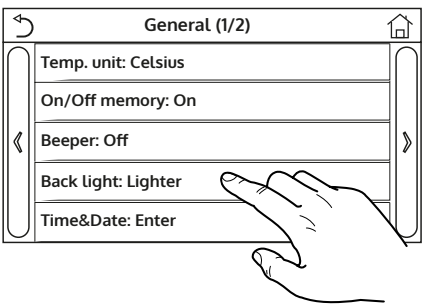 General (1/2)
Temp. unit: Celsius
On/Off memory: On
Beeper: Off
Back light: Lighter
Time&Date: Enter